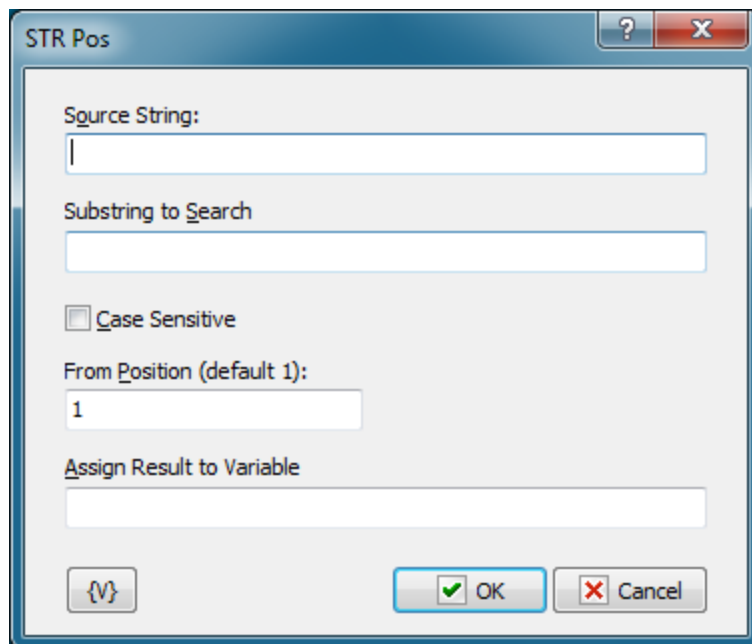 STR Pos
?
Source String:
Substring to Search
Case Sensitive
From Position (default 1):
1
Assign Result to Variable
{V} OK Cancel